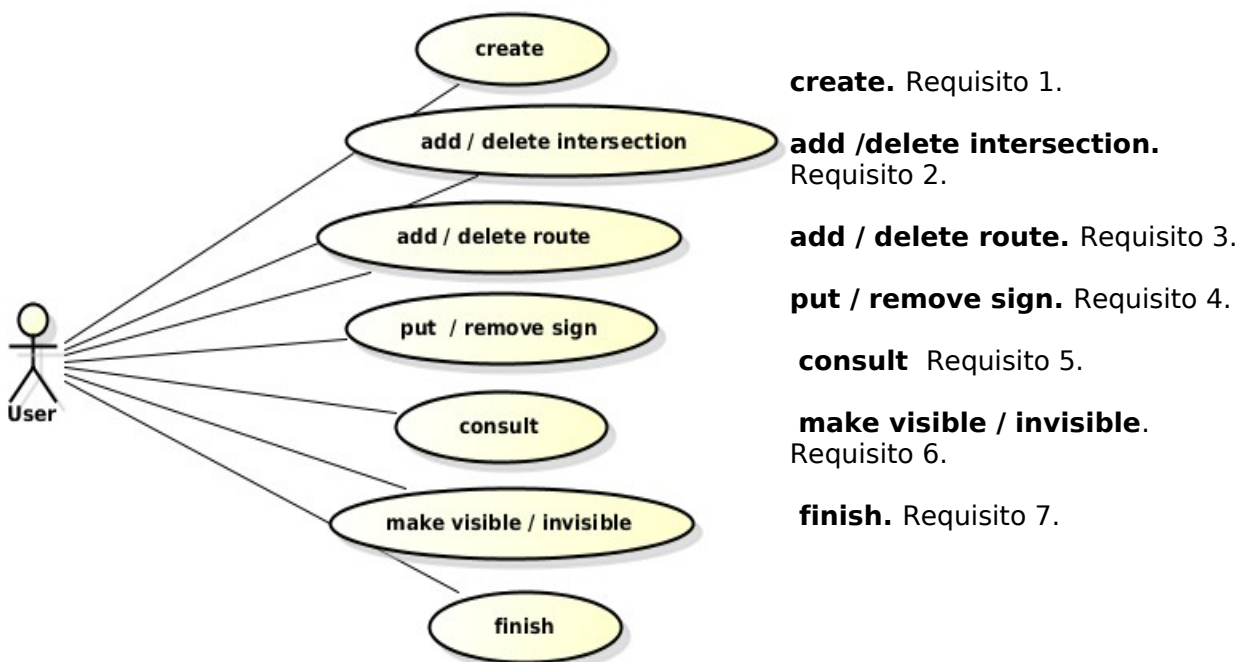 create
add / delete intersection
add / delete route
put / remove sign
consult
make visible / invisible
finish
User
create. Requisito 1.
add /delete intersection.
Requisito 2.
add / delete route. Requisito 3.
put / remove sign. Requisito 4.
consult Requisito 5.
make visible / invisible.
Requisito 6.
finish. Requisito 7.